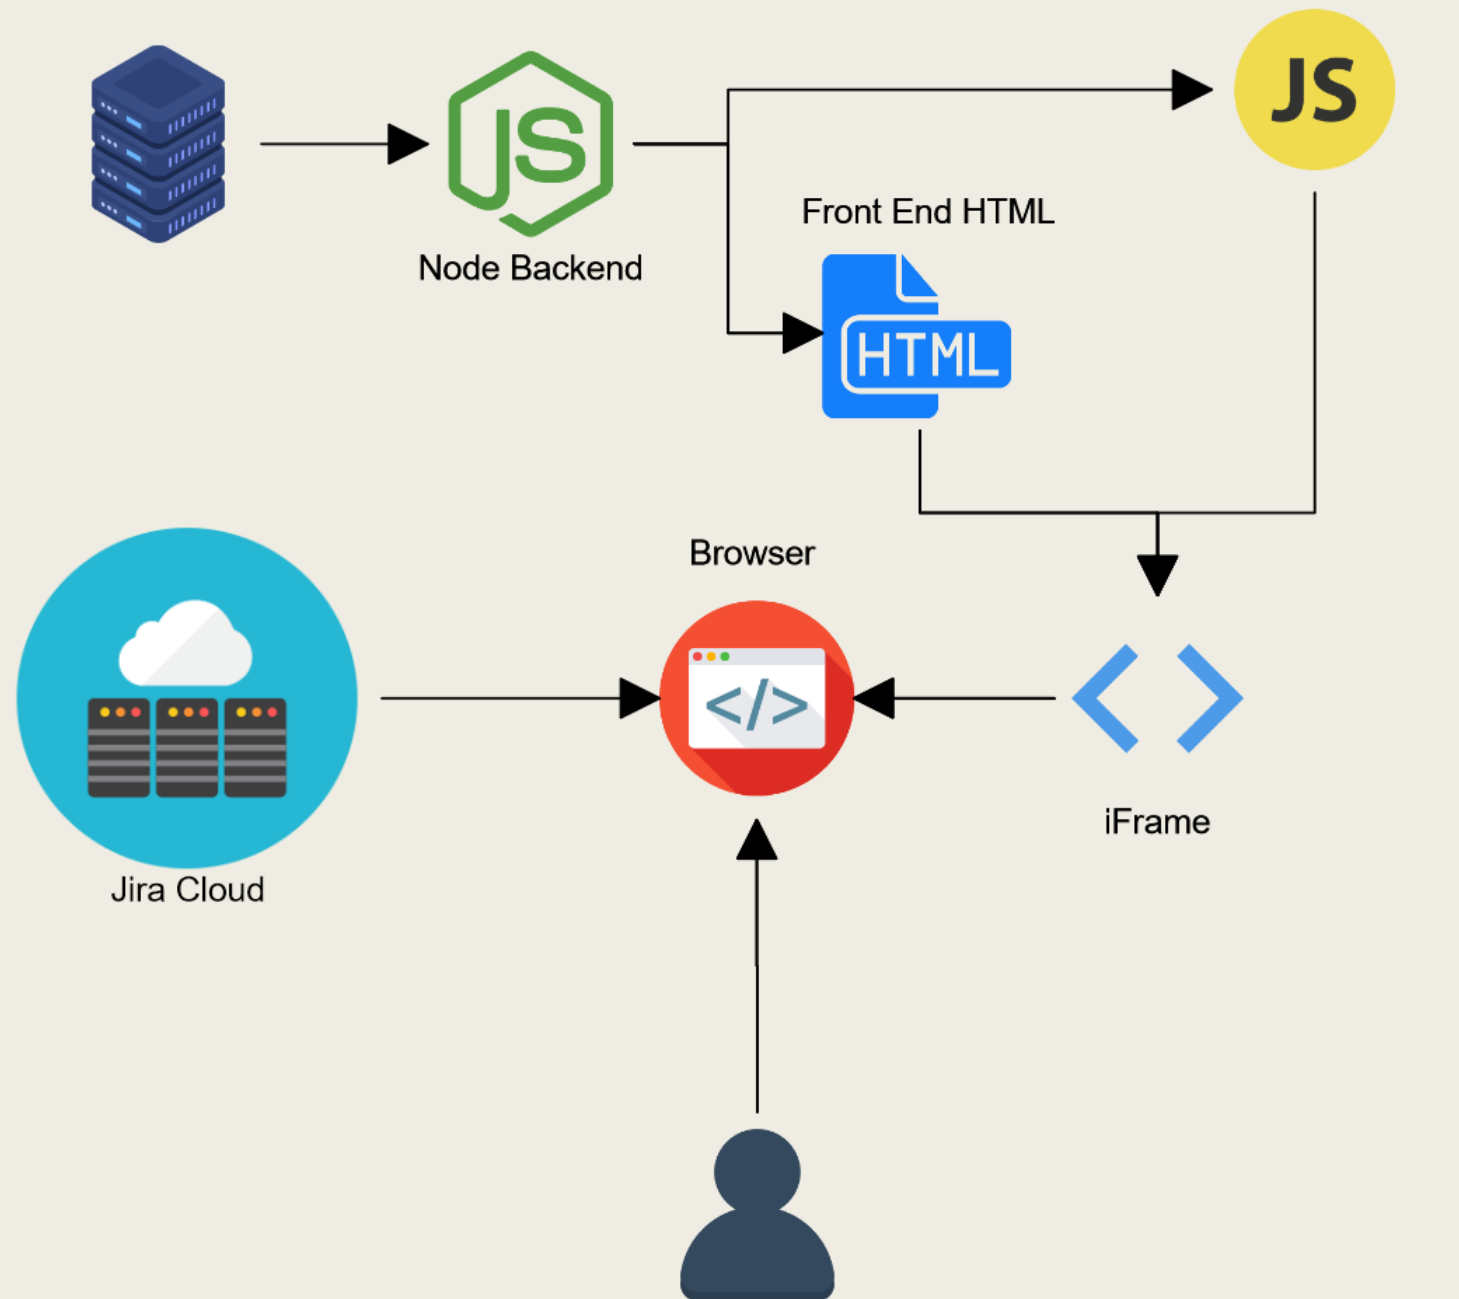 JS
JS
Node Backend
Front End HTML
HTML
Browser
</>
Jira Cloud
iFrame